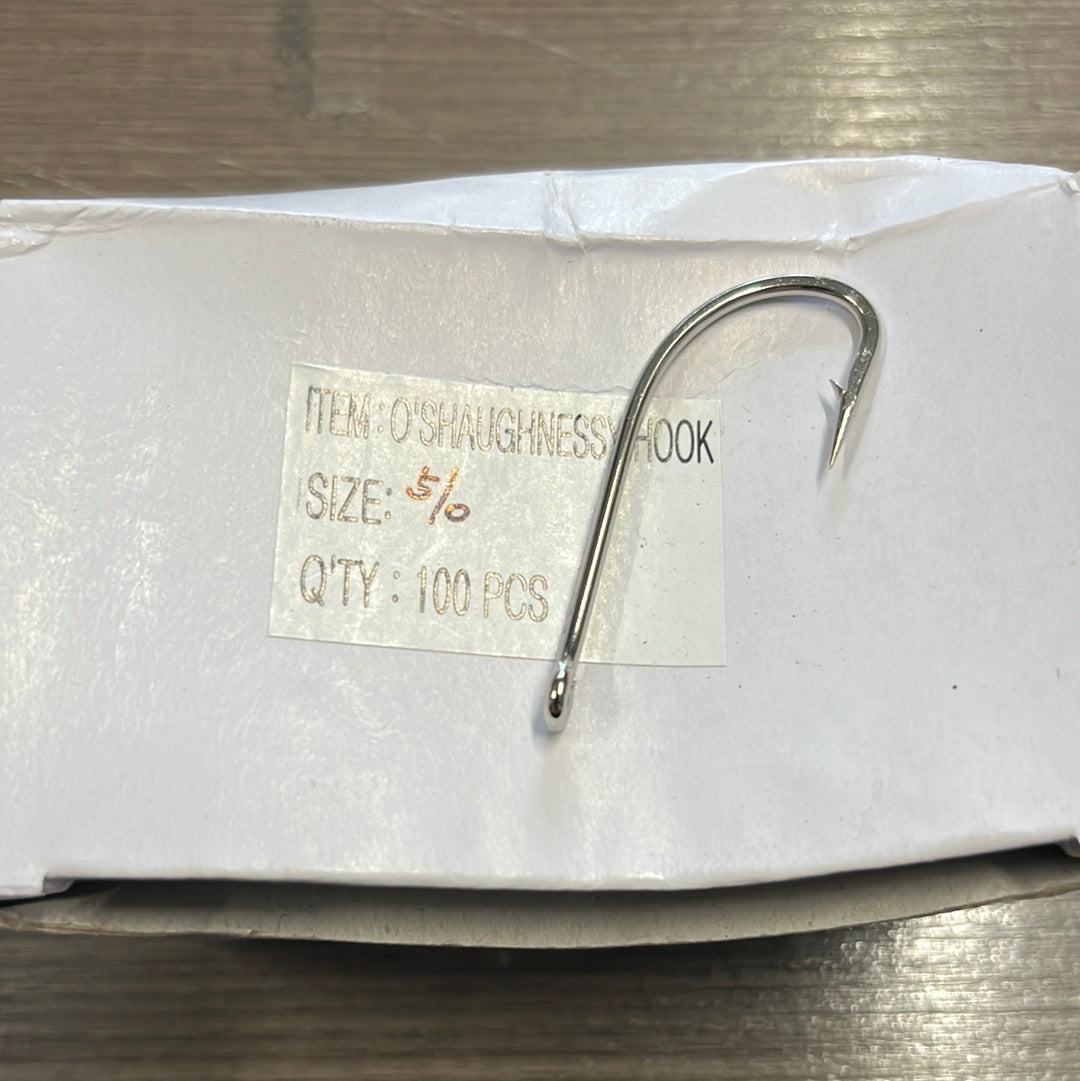 ITEM : O'SHAUGHNESSY HOOK
SIZE: 5/0
Q'TY : 100 PCS